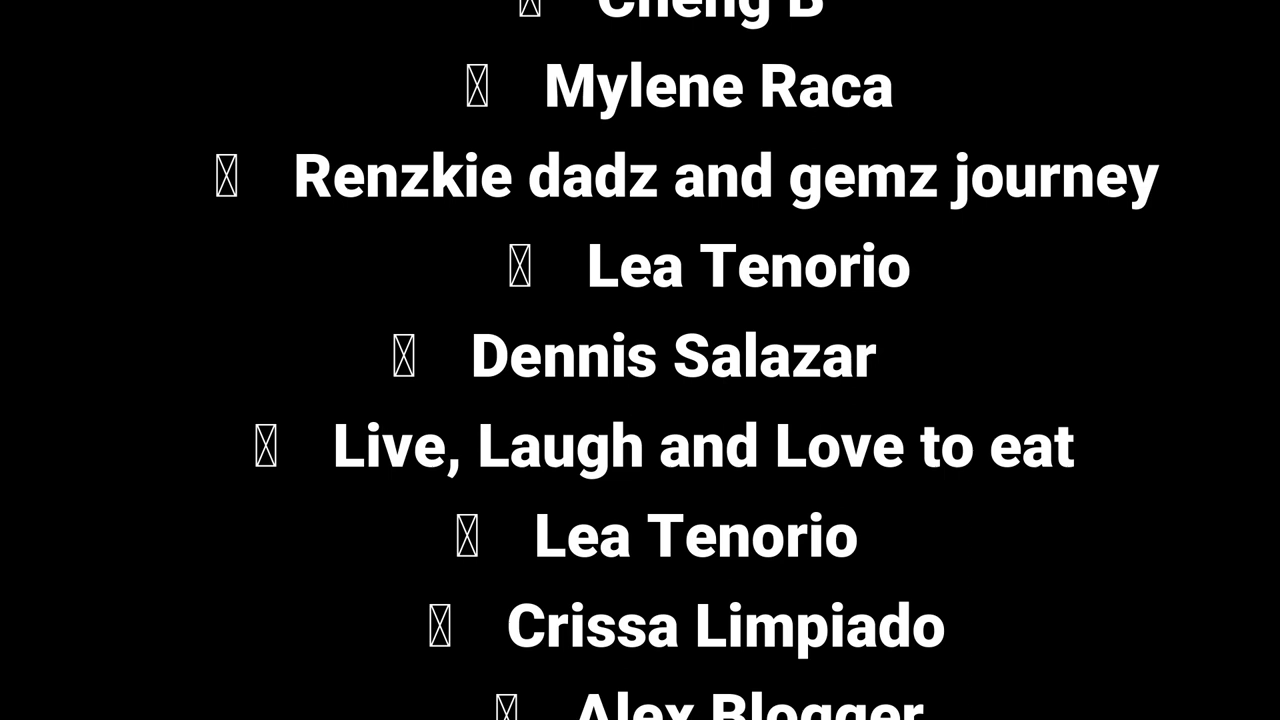 Cheng B
Mylene Raca
Renzkie dadz and gemz journey
Lea Tenorio
Dennis Salazar
Live, Laugh and Love to eat
Lea Tenorio
Crissa Limpiado
Alex Blogger